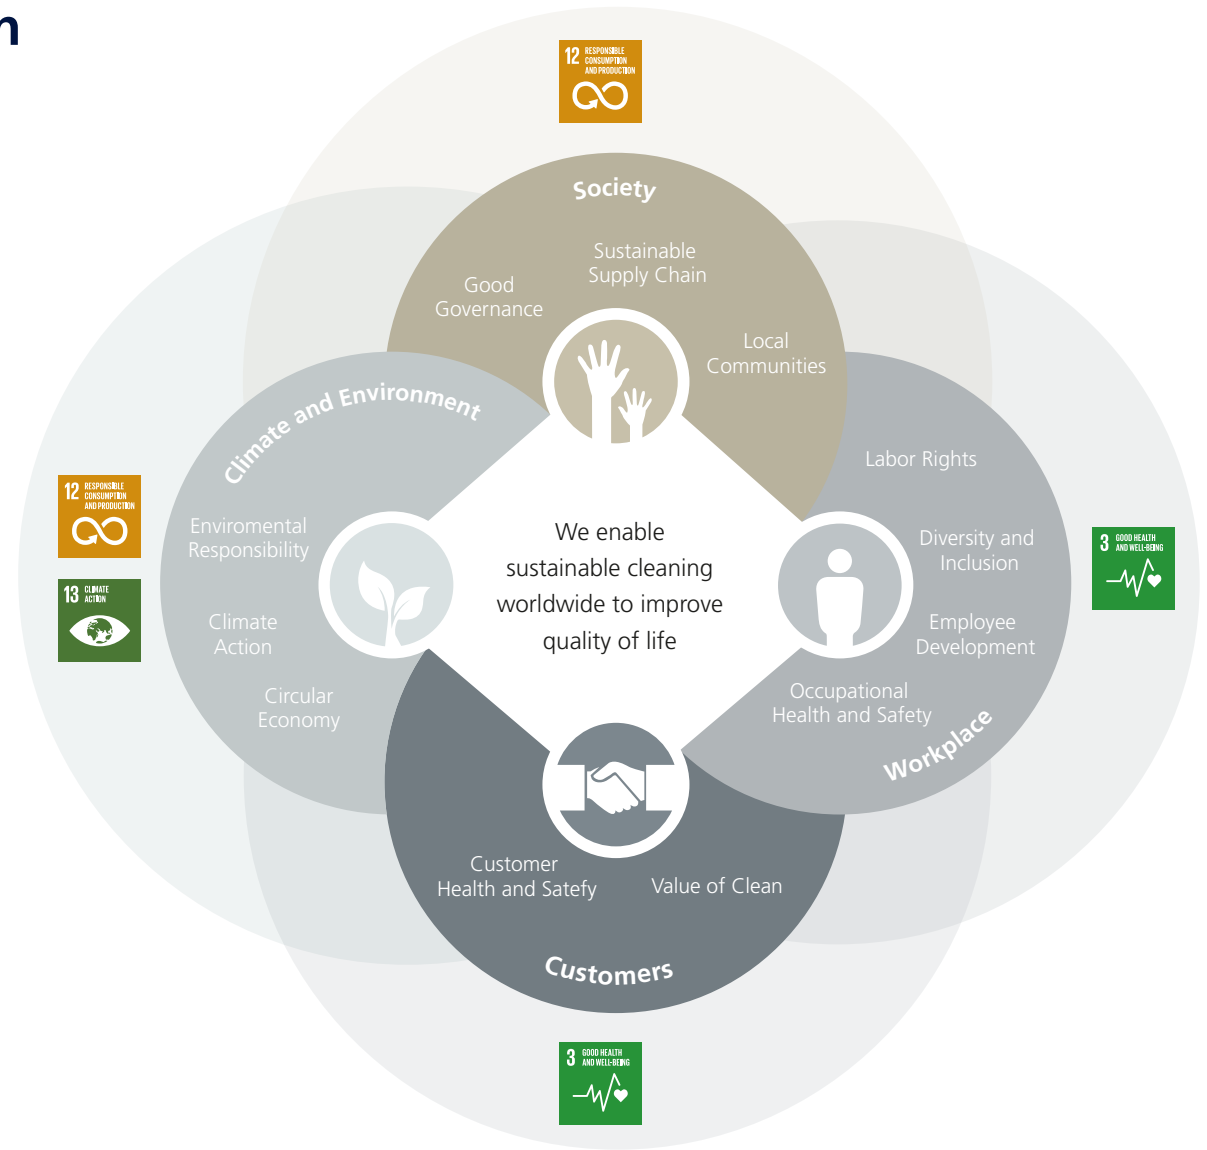 n
12 RESPONSIBLE
CONSUMPTION
AND PRODUCTION
Society
Sustainable
Supply Chain
Good
Governance
Local
Communities
Climate and Environment
Labor Rights
12 RESPONSIBLE
CONSUMPTION
AND PRODUCTION
Enviromental
Responsibility
We enable
sustainable cleaning
worldwide to improve
quality of life
Diversity and
Inclusion
3 GOOD HEALTH
AND WELL-BEING
13 CLIMATE
ACTION
Climate
Action
Employee
Development
Circular
Economy
Occupational
Health and Safety
Workplace
Customer
Health and Satefy
Value of Clean
Customers
3 GOOD HEALTH
AND WELL-BEING